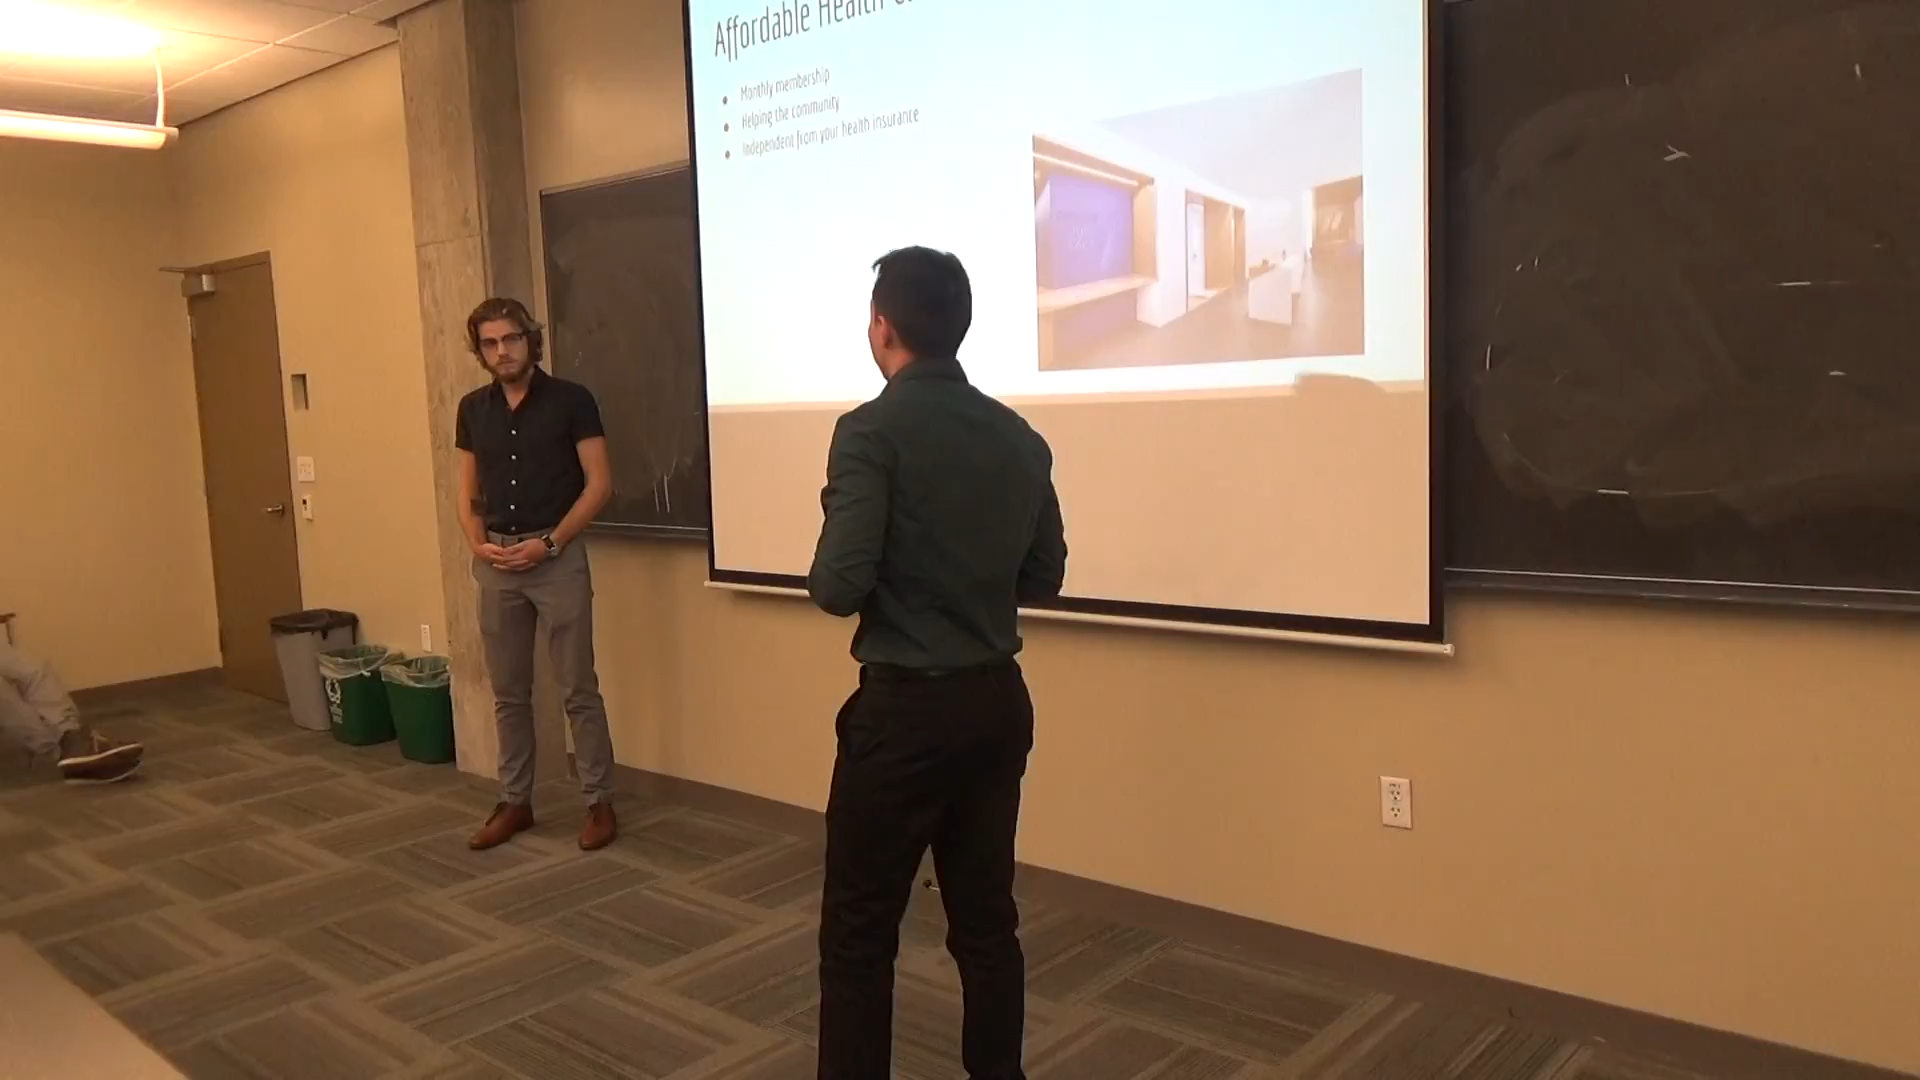 Affordable Health
Monthly membership
Helping the community
Independent from your health insurance